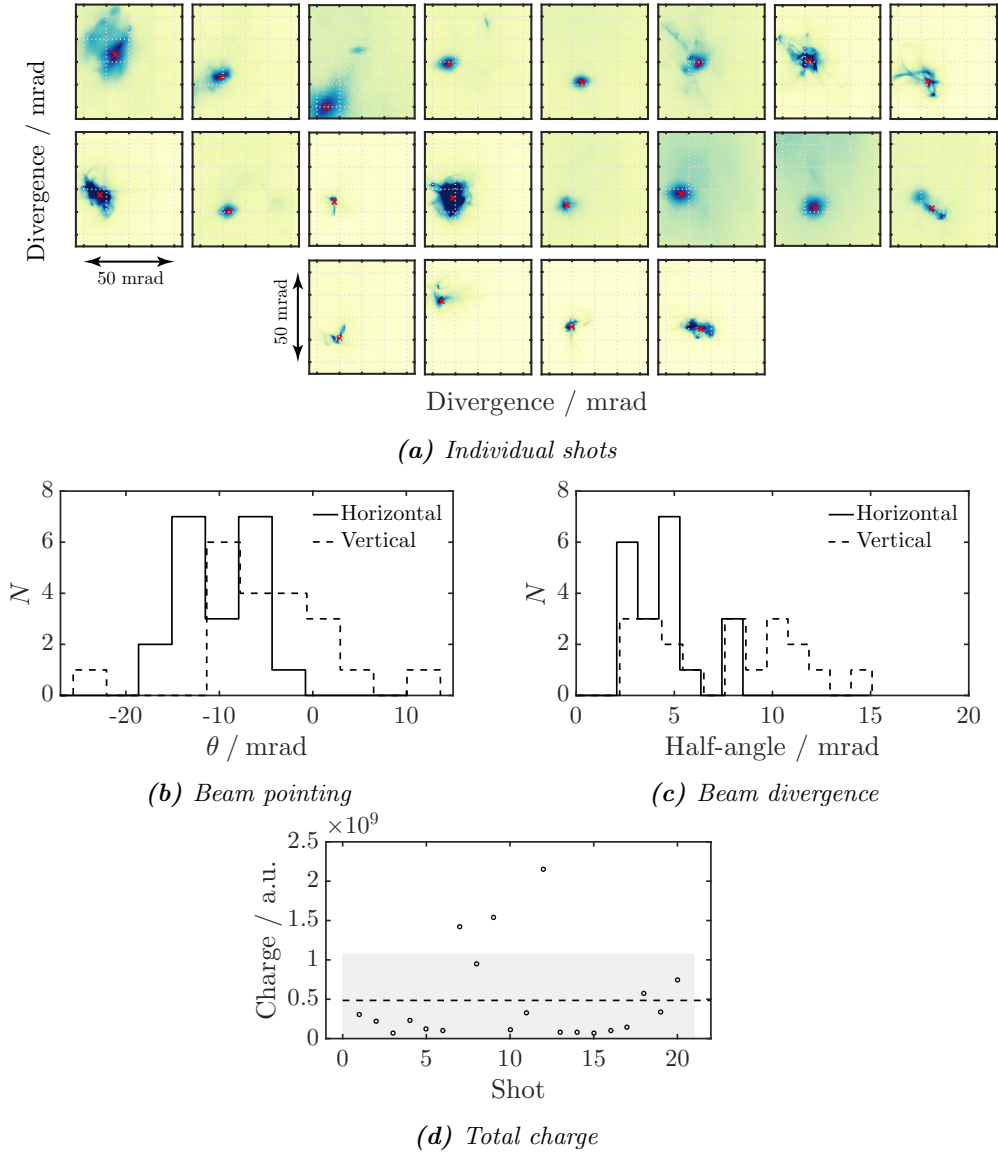 Divergence / mrad
50 mrad
50 mrad
Divergence / mrad
(a) Individual shots
8
6
4
2
0
N
-20
-10
0
10
θ / mrad
Horizontal
Vertical
(b) Beam pointing
8
6
4
2
0
N
0
5
10
15
20
Half-angle / mrad
Horizontal
Vertical
(c) Beam divergence
×10⁹
2.5
2
1.5
1
0.5
0
Charge / a.u.
0
5
10
15
20
Shot
(d) Total charge